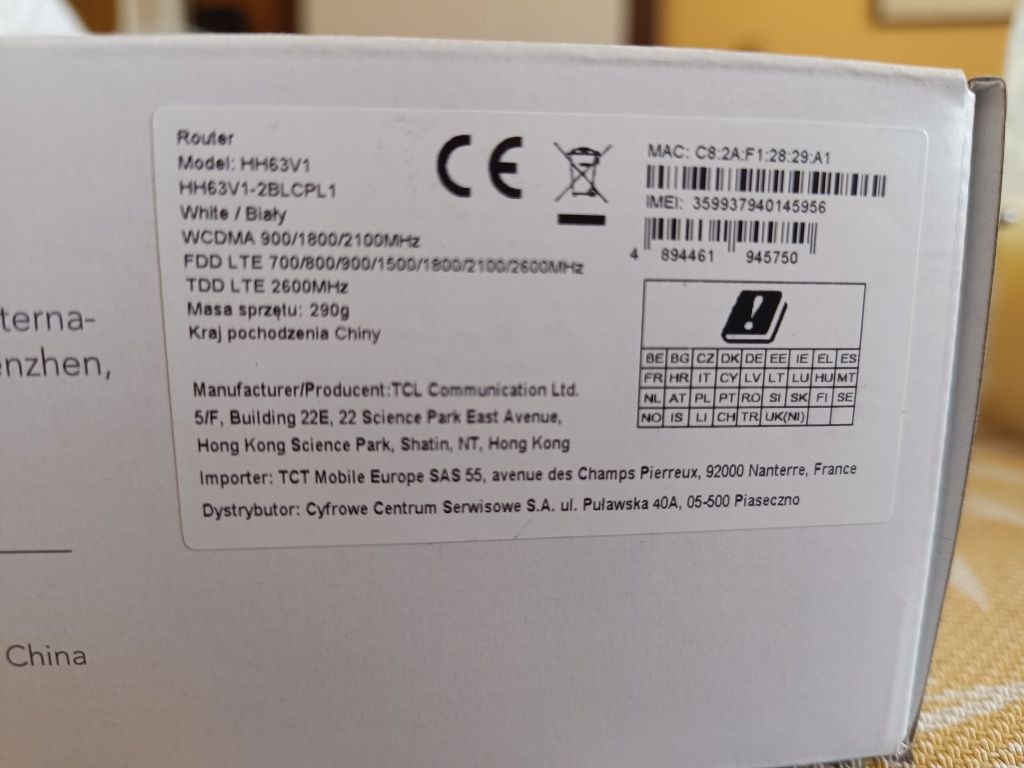 Router
Model: HH63V1
HH63V1-2BLCPL1
White / Biały
WCDMA 900/1800/2100MHz
FDD LTE 700/800/900/1500/1800/2100/2600MHz
TDD LTE 2600MHz
Masa sprzętu: 290g
Kraj pochodzenia Chiny
CE
MAC: C8:2A:F1:28:29:A1
IMEI: 359937940145956
4 894461 945750
BE BG CZ DK DE EE IE EL ES
FR HR IT CY LV LT LU HU MT
NL AT PL PT RO SI SK FI SE
NO IS LI CH TR UK(NI)
Manufacturer/Producent:TCL Communication Ltd.
5/F, Building 22E, 22 Science Park East Avenue,
Hong Kong Science Park, Shatin, NT, Hong Kong
Importer: TCT Mobile Europe SAS 55, avenue des Champs Pierreux, 92000 Nanterre, France
Dystrybutor: Cyfrowe Centrum Serwisowe S.A. ul. Puławska 40A, 05-500 Piaseczno
terna-
enzhen,
China